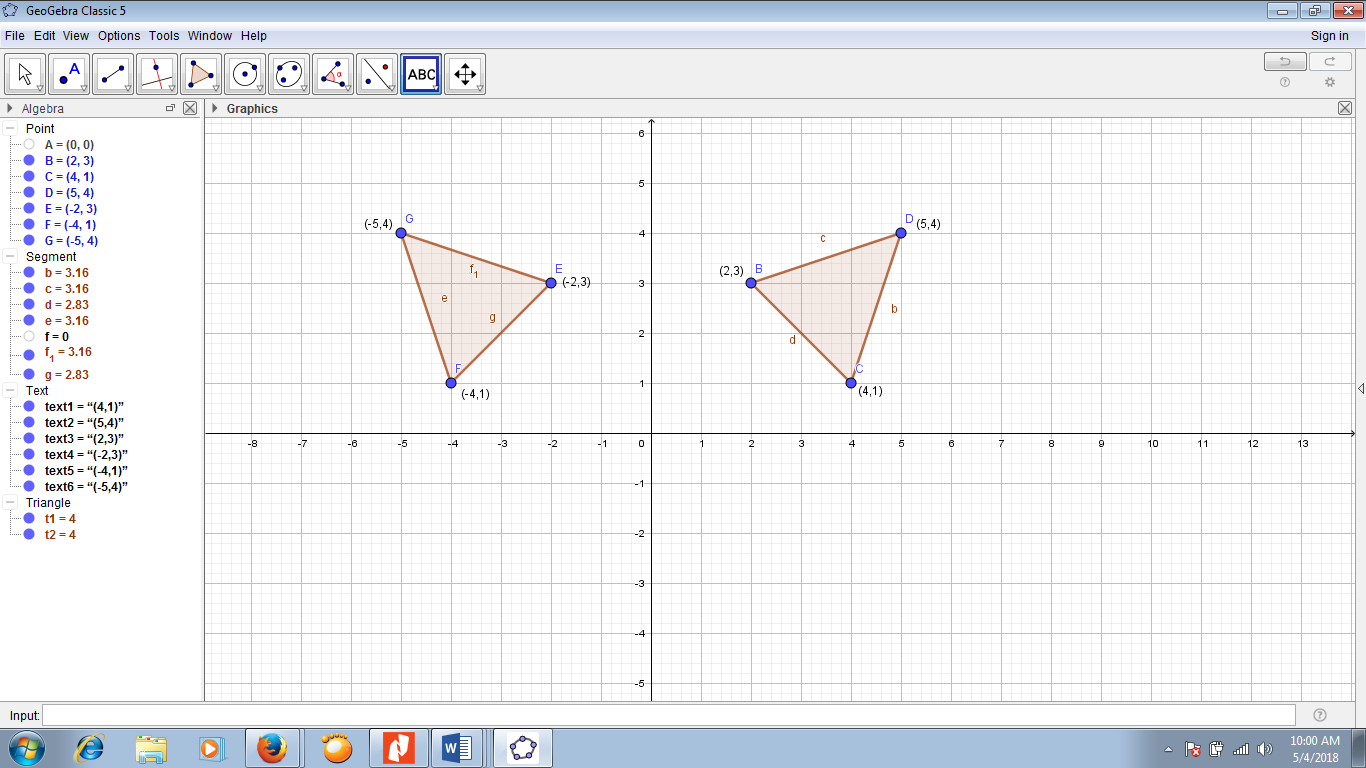 GeoGebra Classic 5
File Edit View Options Tools Window Help Sign in
A α ABC
Algebra
Graphics
Point
A = (0, 0)
B = (2, 3)
C = (4, 1)
D = (5, 4)
E = (-2, 3)
F = (-4, 1)
G = (-5, 4)
Segment
b = 3.16
c = 3.16
d = 2.83
e = 3.16
f = 0
f1 = 3.16
g = 2.83
Text
text1 = “(4,1)”
text2 = “(5,4)”
text3 = “(2,3)”
text4 = “(-2,3)”
text5 = “(-4,1)”
text6 = “(-5,4)”
Triangle
t1 = 4
t2 = 4
6
5
(-5,4) G D (5,4)
4
c
f1 E (2,3) B
(-2,3)
3
e b
g
2 d
F C
(-4,1) 1 (4,1)
-8 -7 -6 -5 -4 -3 -2 -1 0 1 2 3 4 5 6 7 8 9 10 11 12 13
-1
-2
-3
-4
-5
Input:
W
10:00 AM
5/4/2018